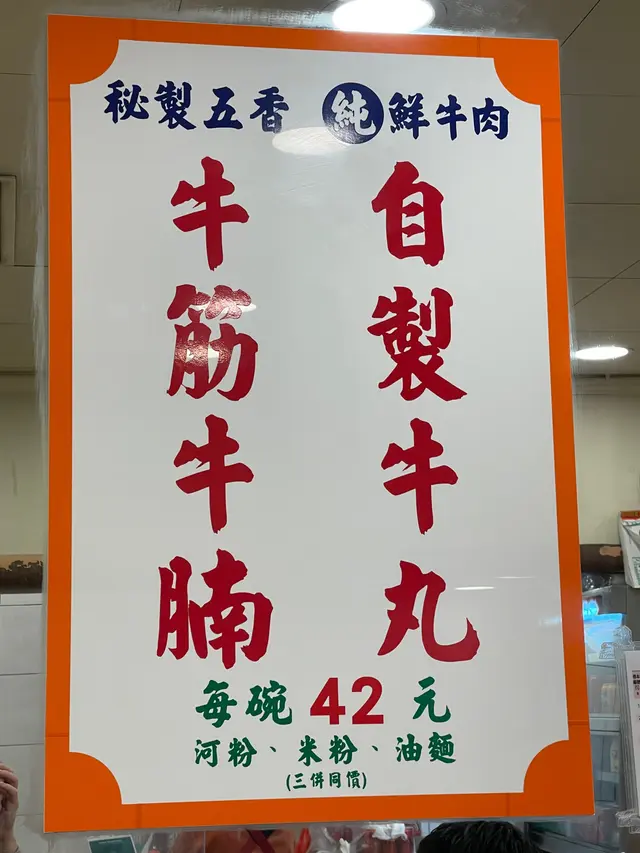 秘製五香 純鮮牛肉
自製牛丸
牛筋牛腩
每碗42元
河粉、米粉、油麵
(三併同價)